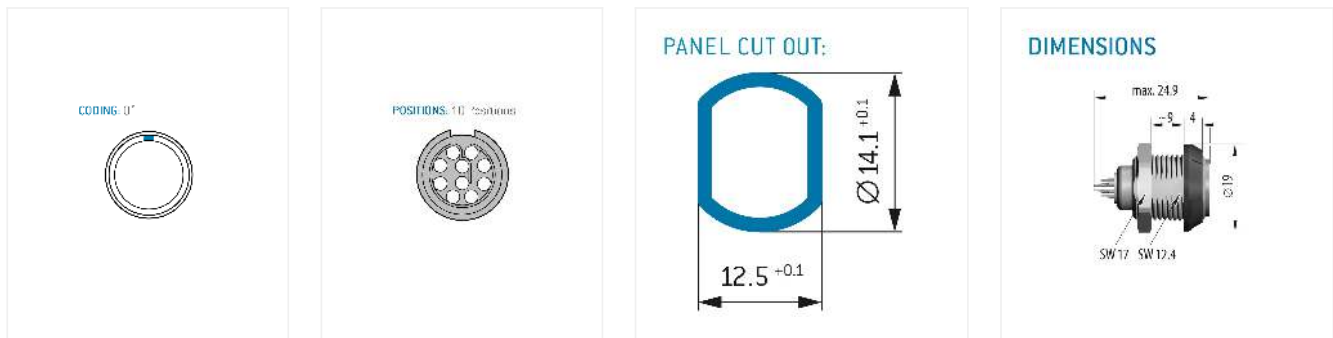 CODING: 0°
POSITIONS: 10 Positions
PANEL CUT OUT:
Ø 14.1 +0.1
12.5 +0.1
DIMENSIONS
max. 24.9
~9
4
Ø19
SW 17
SW 12.4